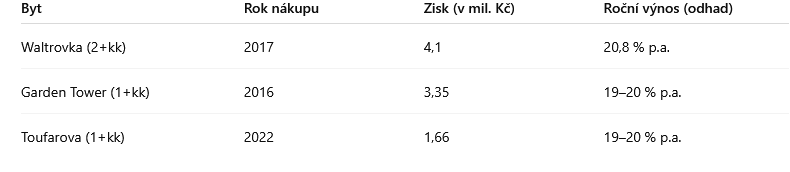 Byt Rok nákupu Zisk (v mil. Kč) Roční výnos (odhad)
Waltrovka (2+kk) 2017 4,1 20,8 % p.a.
Garden Tower (1+kk) 2016 3,35 19–20 % p.a.
Toufarova (1+kk) 2022 1,66 19–20 % p.a.